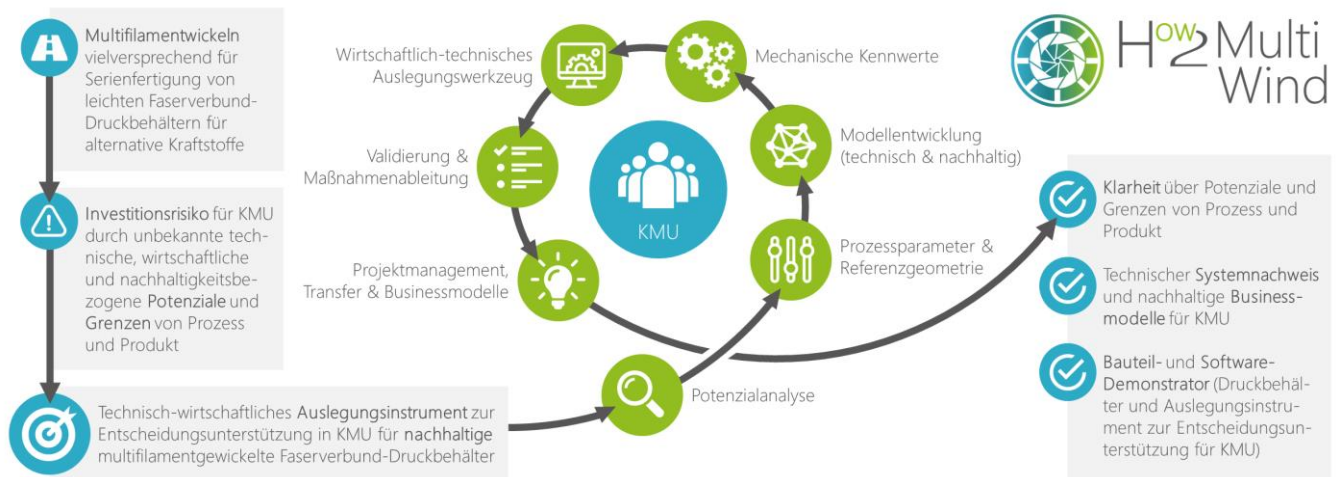 Multifilamentwickeln
vielversprechend für
Serienfertigung von
leichten Faserverbund-
Druckbehältern für
alternative Kraftstoffe
Investitionsrisiko für KMU
durch unbekannte tech-
nische, wirtschaftliche
und nachhaltigkeitsbe-
zogene Potenziale und
Grenzen von Prozess
und Produkt
Technisch-wirtschaftliches Auslegungsinstrument zur
Entscheidungsunterstützung in KMU für nachhaltige
multifilamentgewickelte Faserverbund-Druckbehälter
Potenzialanalyse
Prozessparameter &
Referenzgeometrie
Modellentwicklung
(technisch & nachhaltig)
Mechanische Kennwerte
Wirtschaftlich-technisches
Auslegungswerkzeug
Validierung &
Maßnahmenableitung
Projektmanagement,
Transfer & Businessmodelle
KMU
How2Multi
Wind
Klarheit über Potenziale und
Grenzen von Prozess und
Produkt
Technischer Systemnachweis
und nachhaltige Business-
modelle für KMU
Bauteil- und Software-
Demonstrator (Druckbehäl-
ter und Auslegungsinstru-
ment zur Entscheidungsun-
terstützung für KMU)